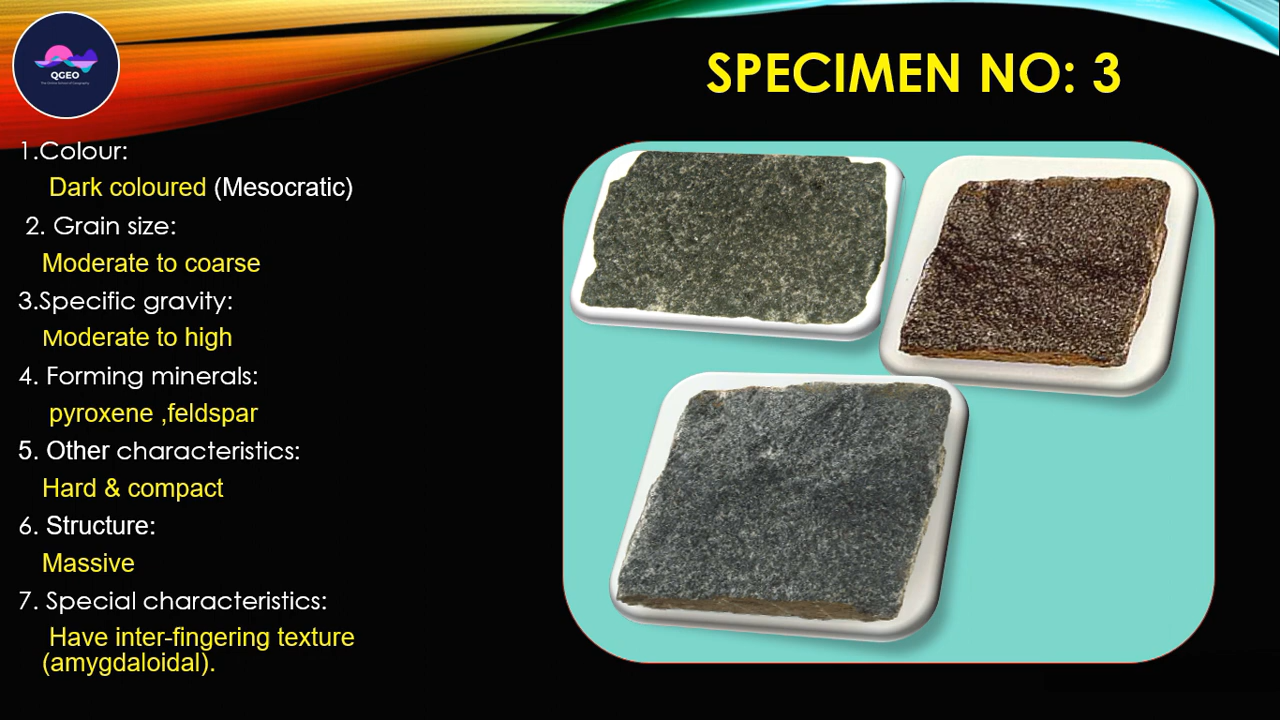 QGEO
SPECIMEN NO: 3
1.Colour:
Dark coloured (Mesocratic)
2. Grain size:
Moderate to coarse
3.Specific gravity:
Moderate to high
4. Forming minerals:
pyroxene ,feldspar
5. Other characteristics:
Hard & compact
6. Structure:
Massive
7. Special characteristics:
Have inter-fingering texture
(amygdaloidal).